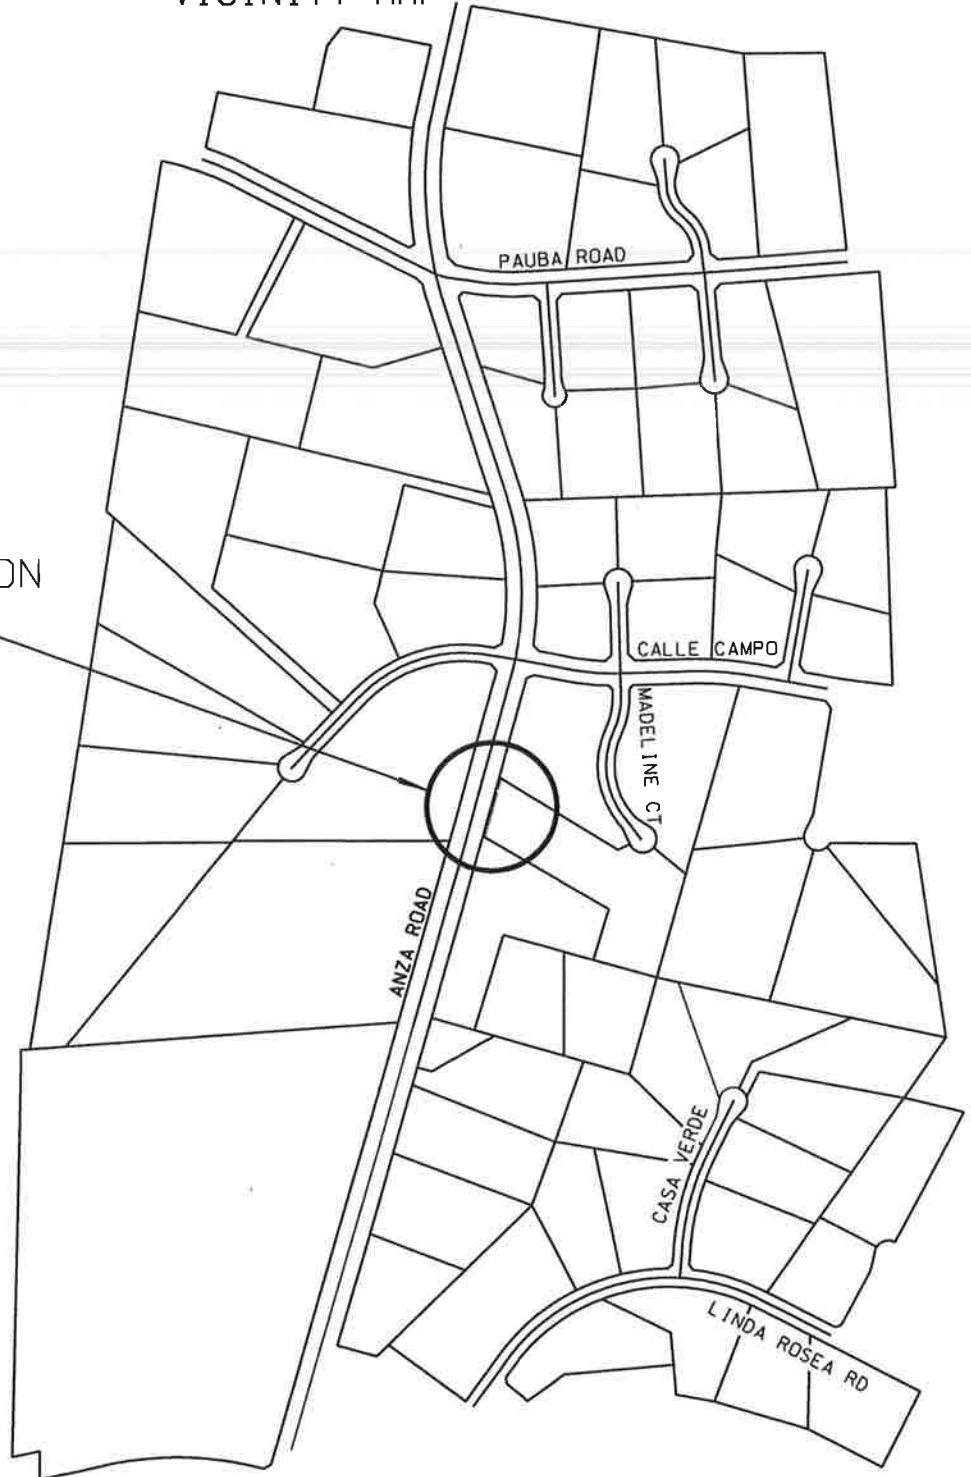 PAUBA ROAD
CALLE CAMPO
MADELINE CT
ANZA ROAD
CASA VERDE
LINDA ROSEA RD